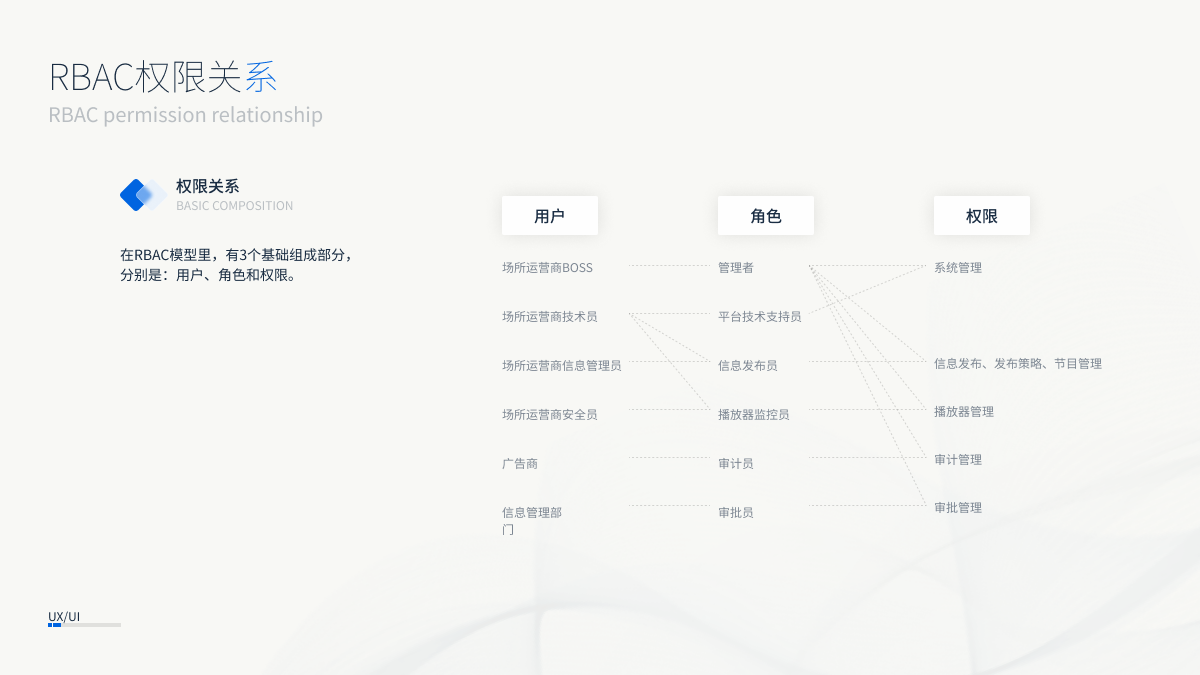 RBAC权限关系
RBAC permission relationship
权限关系
BASIC COMPOSITION
在RBAC模型里，有3个基础组成部分，
分别是：用户、角色和权限。
用户
角色
权限
场所运营商BOSS
管理者
系统管理
场所运营商技术员
平台技术支持员
场所运营商信息管理员
信息发布员
信息发布、发布策略、节目管理
场所运营商安全员
播放器监控员
播放器管理
广告商
审计员
审计管理
信息管理部
门
审批员
审批管理
UX/UI